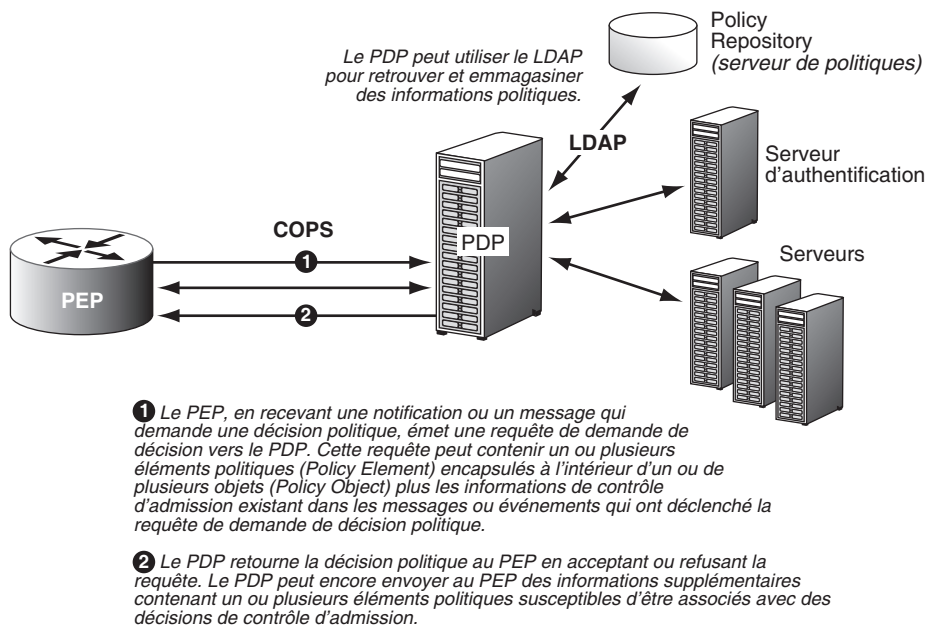 Policy
Repository
(serveur de politiques)
Le PDP peut utiliser le LDAP
pour retrouver et emmagasiner
des informations politiques.
LDAP
Serveur
d'authentification
COPS
PDP
Serveurs
1
PEP
2
1 Le PEP, en recevant une notification ou un message qui
demande une décision politique, émet une requête de demande de
décision vers le PDP. Cette requête peut contenir un ou plusieurs
éléments politiques (Policy Element) encapsulés à l'intérieur d'un ou de
plusieurs objets (Policy Object) plus les informations de contrôle
d'admission existant dans les messages ou événements qui ont déclenché la
requête de demande de décision politique.
2 Le PDP retourne la décision politique au PEP en acceptant ou refusant la
requête. Le PDP peut encore envoyer au PEP des informations supplémentaires
contenant un ou plusieurs éléments politiques susceptibles d'être associés avec des
décisions de contrôle d'admission.